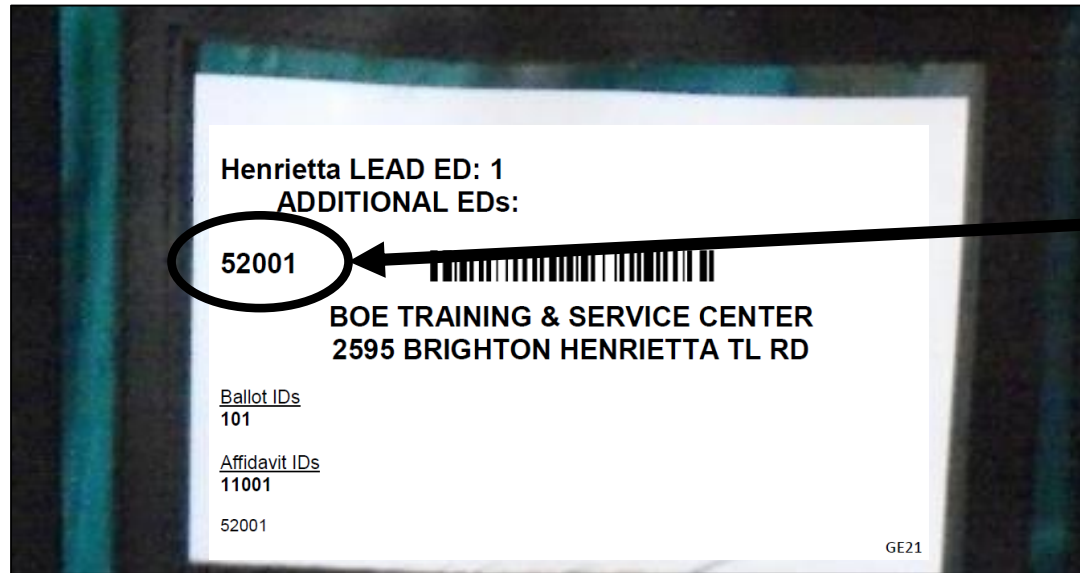 Henrietta LEAD ED: 1
ADDITIONAL EDs:
52001
BOE TRAINING & SERVICE CENTER
2595 BRIGHTON HENRIETTA TL RD
Ballot IDs
101
Affidavit IDs
11001
52001
GE21